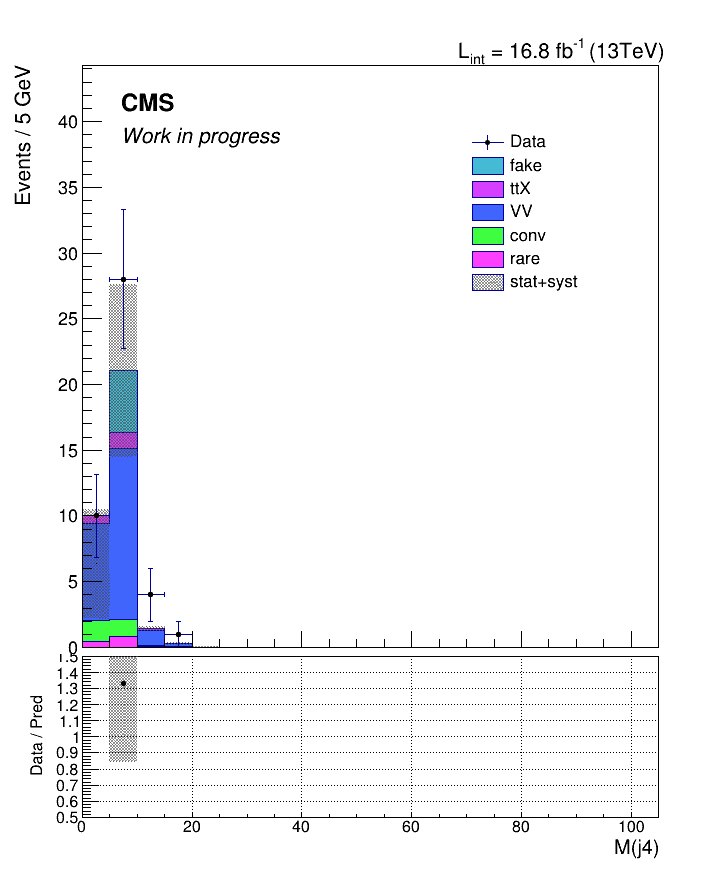 L_int = 16.8 fb^-1 (13TeV)
Events / 5 GeV
CMS
Work in progress
Data
fake
ttX
VV
conv
rare
stat+syst
40
35
30
25
20
15
10
5
0
Data / Pred
1.5
1.4
1.3
1.2
1.1
1
0.9
0.8
0.7
0.6
0.5
0 20 40 60 80 100
M(j4)